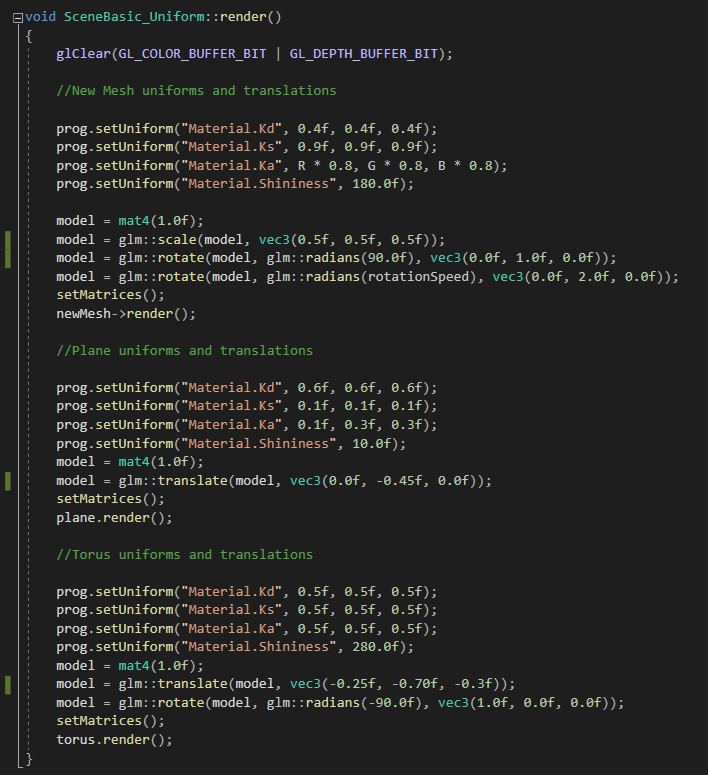 void SceneBasic_Uniform::render()
{
    glClear(GL_COLOR_BUFFER_BIT | GL_DEPTH_BUFFER_BIT);

    //New Mesh uniforms and translations

    prog.setUniform("Material.Kd", 0.4f, 0.4f, 0.4f);
    prog.setUniform("Material.Ks", 0.9f, 0.9f, 0.9f);
    prog.setUniform("Material.Ka", R * 0.8, G * 0.8, B * 0.8);
    prog.setUniform("Material.Shininess", 180.0f);

    model = mat4(1.0f);
    model = glm::scale(model, vec3(0.5f, 0.5f, 0.5f));
    model = glm::rotate(model, glm::radians(90.0f), vec3(0.0f, 1.0f, 0.0f));
    model = glm::rotate(model, glm::radians(rotationSpeed), vec3(0.0f, 2.0f, 0.0f));
    setMatrices();
    newMesh->render();

    //Plane uniforms and translations

    prog.setUniform("Material.Kd", 0.6f, 0.6f, 0.6f);
    prog.setUniform("Material.Ks", 0.1f, 0.1f, 0.1f);
    prog.setUniform("Material.Ka", 0.1f, 0.3f, 0.3f);
    prog.setUniform("Material.Shininess", 10.0f);
    model = mat4(1.0f);
    model = glm::translate(model, vec3(0.0f, -0.45f, 0.0f));
    setMatrices();
    plane.render();

    //Torus uniforms and translations

    prog.setUniform("Material.Kd", 0.5f, 0.5f, 0.5f);
    prog.setUniform("Material.Ks", 0.5f, 0.5f, 0.5f);
    prog.setUniform("Material.Ka", 0.5f, 0.5f, 0.5f);
    prog.setUniform("Material.Shininess", 280.0f);
    model = mat4(1.0f);
    model = glm::translate(model, vec3(-0.25f, -0.70f, -0.3f));
    model = glm::rotate(model, glm::radians(-90.0f), vec3(1.0f, 0.0f, 0.0f));
    setMatrices();
    torus.render();
}